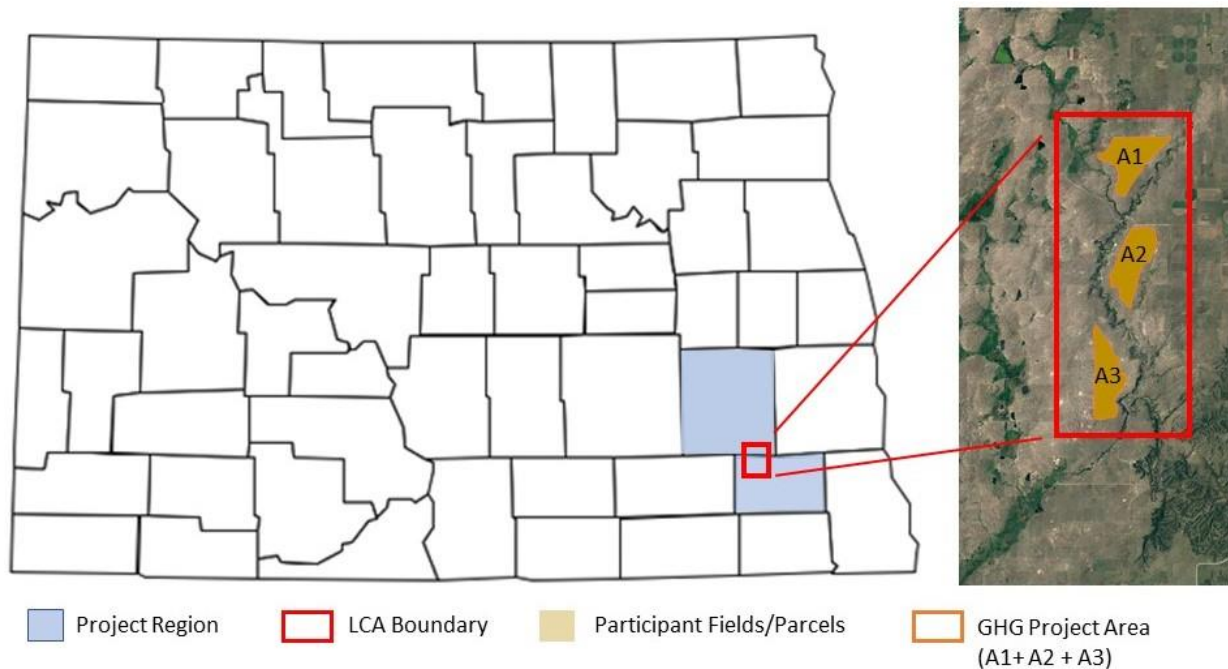 A1
A2
A3
Project Region
LCA Boundary
Participant Fields/Parcels
GHG Project Area
(A1+ A2 + A3)